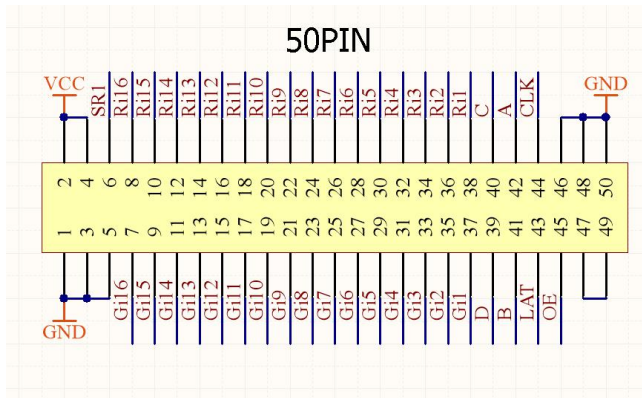 50PIN
VCC SR1 Ri16 Ri15 Ri14 Ri13 Ri12 Ri11 Ri10 Ri9 Ri8 Ri7 Ri6 Ri5 Ri4 Ri3 Ri2 Ri1 C A CLK GND
2 4 6 8 10 12 14 16 18 20 22 24 26 28 30 32 34 36 38 40 42 44 46 48 50
1 3 5 7 9 11 13 15 17 19 21 23 25 27 29 31 33 35 37 39 41 43 45 47 49
GND Gi16 Gi15 Gi14 Gi13 Gi12 Gi11 Gi10 Gi9 Gi8 Gi7 Gi6 Gi5 Gi4 Gi3 Gi2 Gi1 D B LAT OE